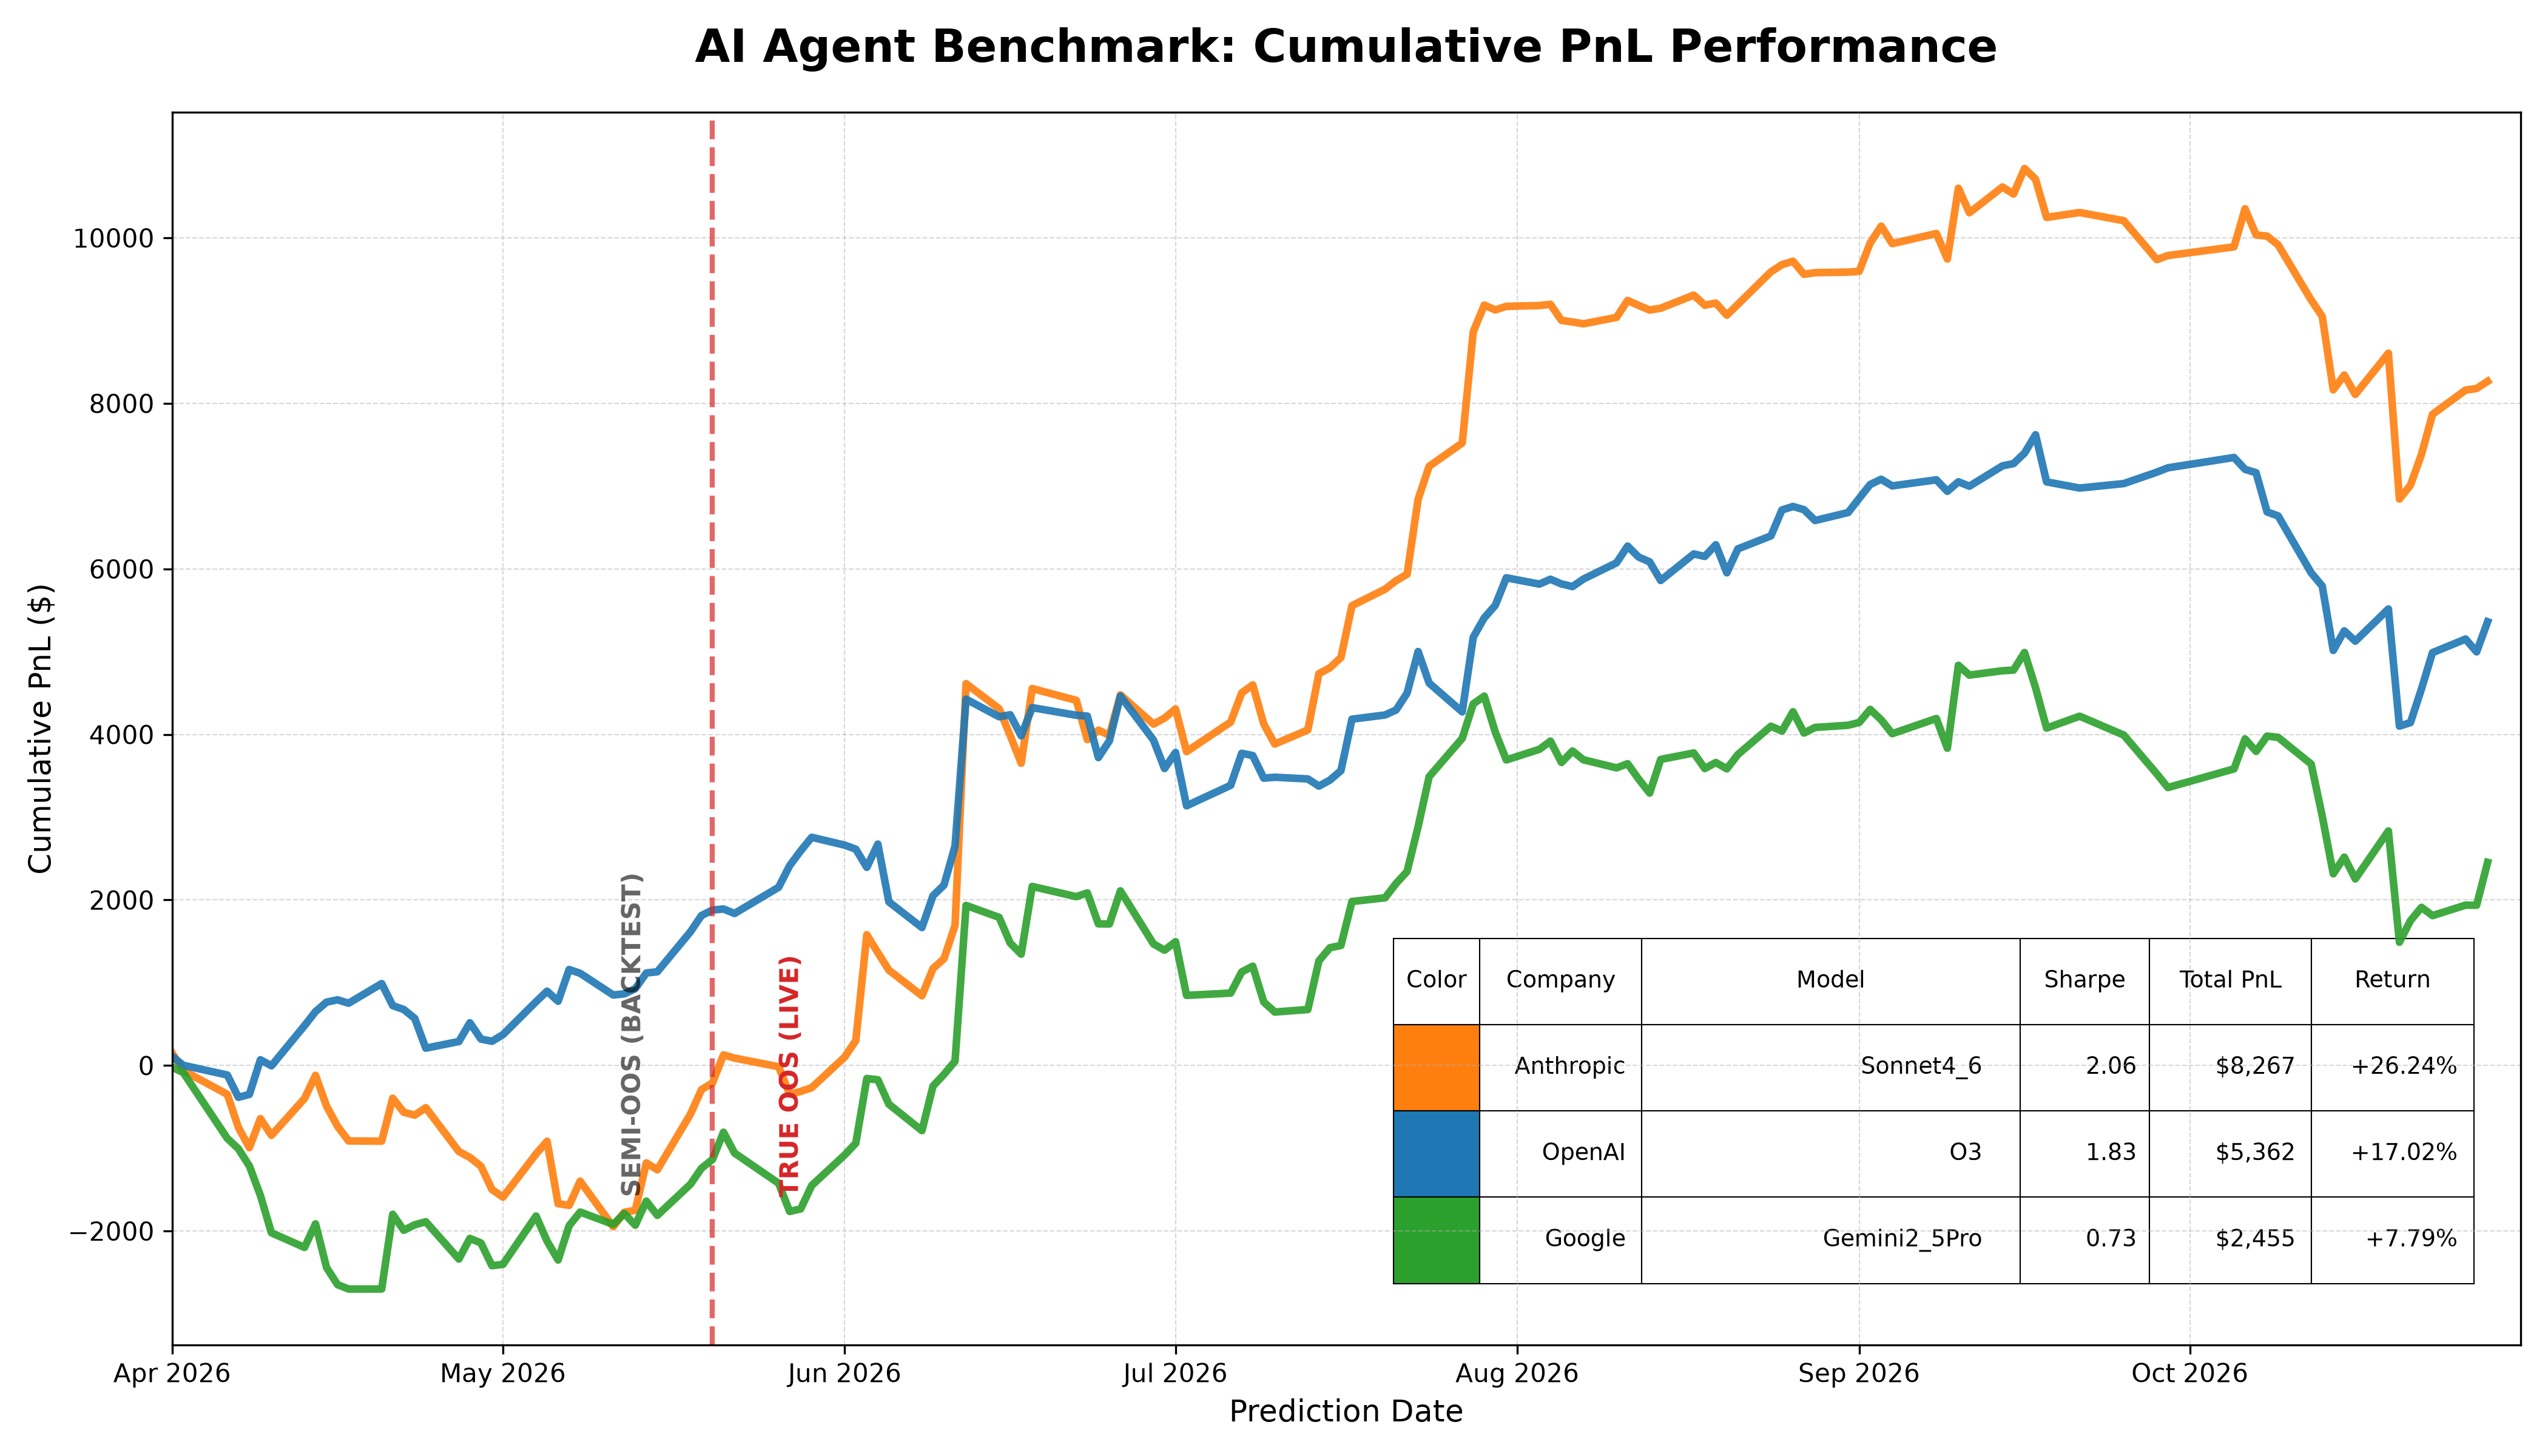 AI Agent Benchmark: Cumulative PnL Performance
Cumulative PnL ($)
10000
8000
6000
4000
2000
0
−2000
SEMI-OOS (BACKTEST)
TRUE OOS (LIVE)
Color Company Model Sharpe Total PnL Return
Anthropic Sonnet4_6 2.06 $8,267 +26.24%
OpenAI O3 1.83 $5,362 +17.02%
Google Gemini2_5Pro 0.73 $2,455 +7.79%
Apr 2026 May 2026 Jun 2026 Jul 2026 Aug 2026 Sep 2026 Oct 2026
Prediction Date